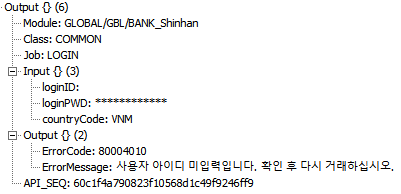 Output {} (6)
Module: GLOBAL/GBL/BANK_Shinhan
Class: COMMON
Job: LOGIN
Input {} (3)
loginID:
loginPWD: ************
countryCode: VNM
Output {} (2)
ErrorCode: 80004010
ErrorMessage: 사용자 아이디 미입력입니다. 확인 후 다시 거래하십시오.
API_SEQ: 60c1f4a790823f10568d1c49f9246ff9